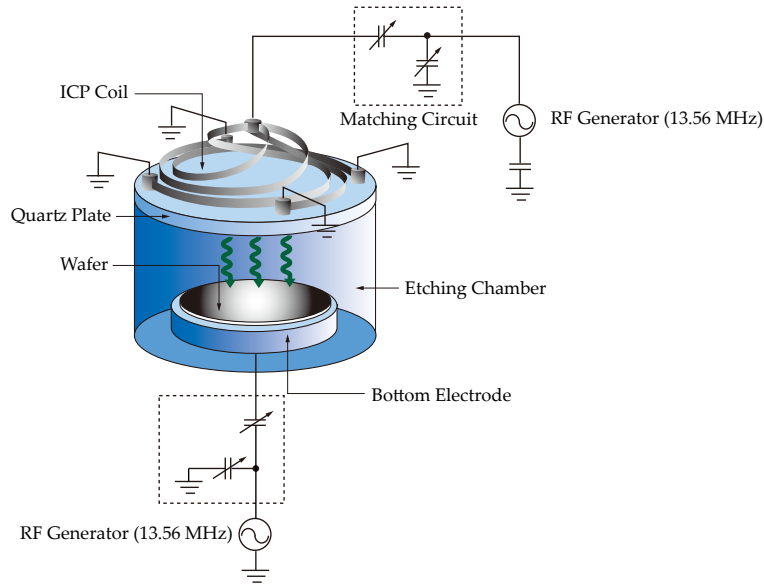 ICP Coil
Matching Circuit
RF Generator (13.56 MHz)
Quartz Plate
Wafer
Etching Chamber
Bottom Electrode
RF Generator (13.56 MHz)